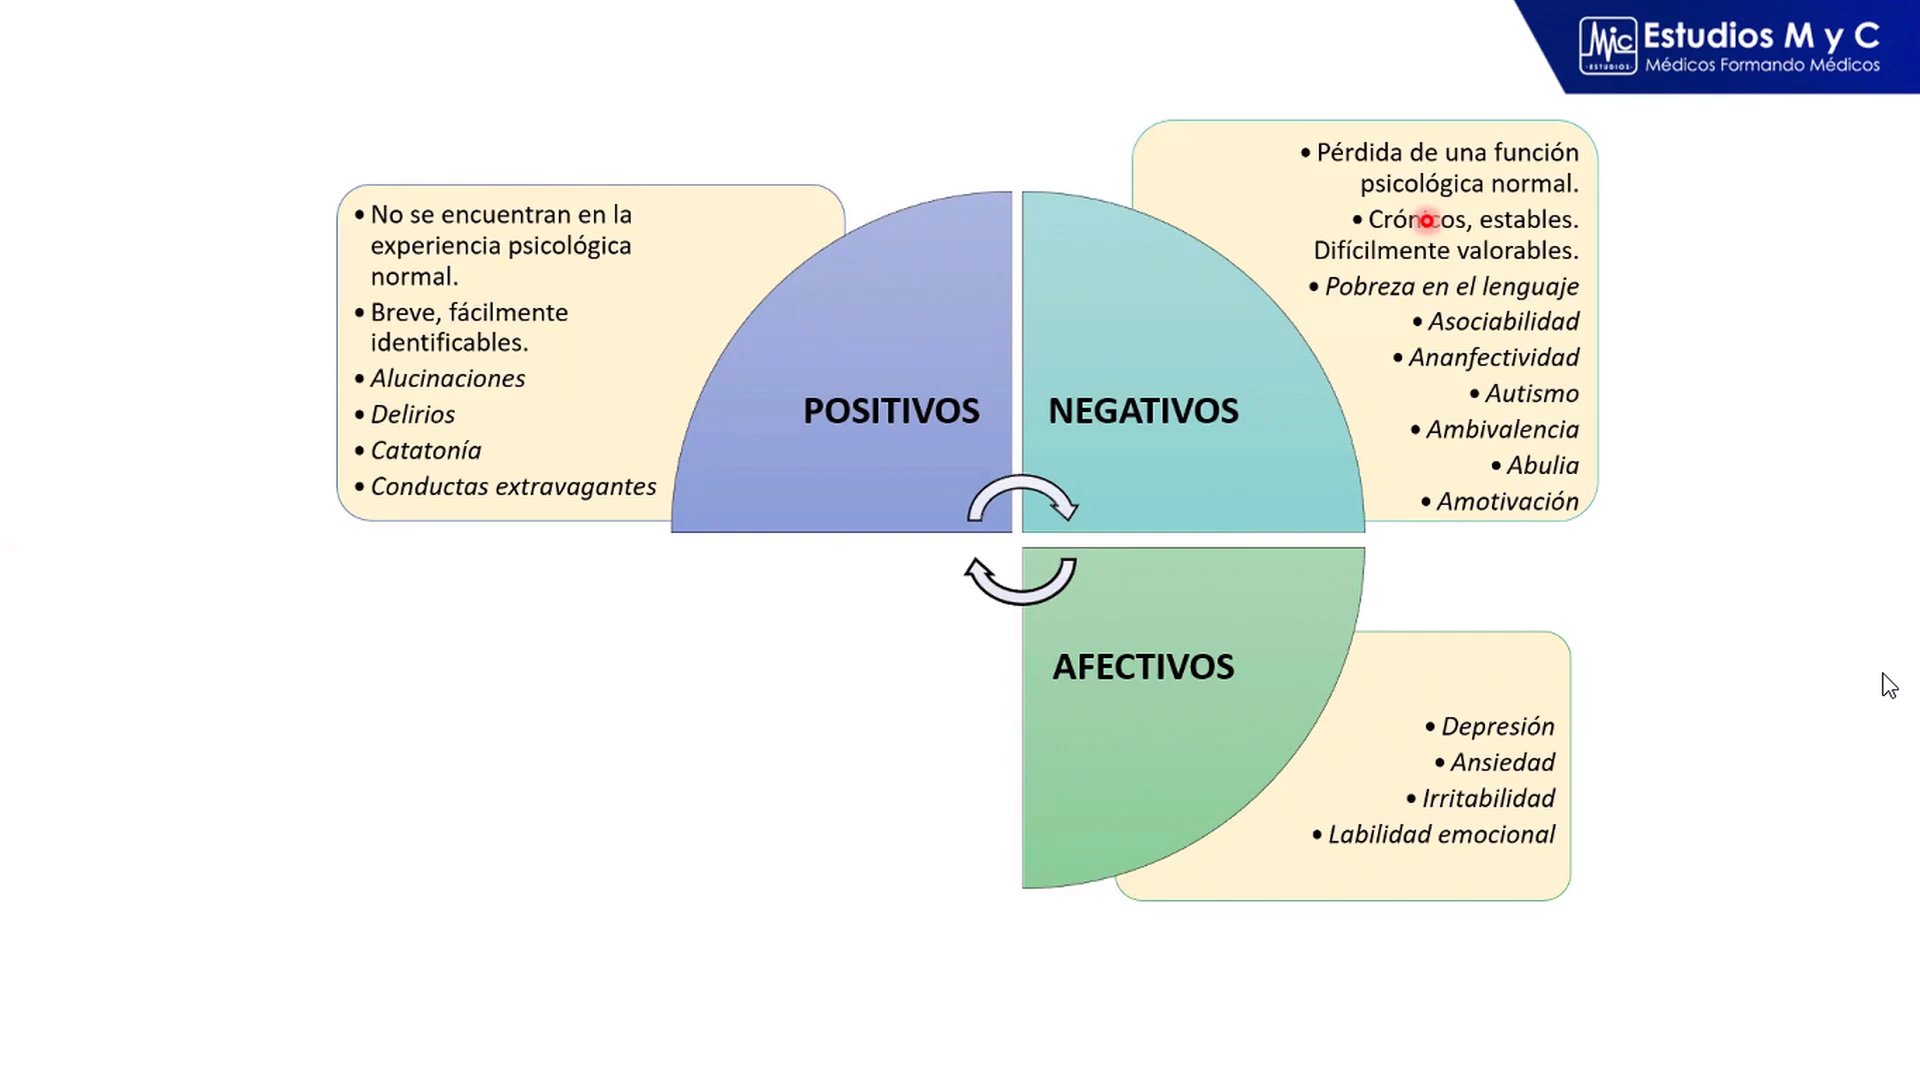 Mic
ESTUDIOS
Estudios M y C
Médicos Formando Médicos
• No se encuentran en la
experiencia psicológica
normal.
• Breve, fácilmente
identificables.
• Alucinaciones
• Delirios
• Catatonía
• Conductas extravagantes
POSITIVOS
NEGATIVOS
• Pérdida de una función
psicológica normal.
• Crónicos, estables.
Difícilmente valorables.
• Pobreza en el lenguaje
• Asociabilidad
• Ananfectividad
• Autismo
• Ambivalencia
• Abulia
• Amotivación
AFECTIVOS
• Depresión
• Ansiedad
• Irritabilidad
• Labilidad emocional